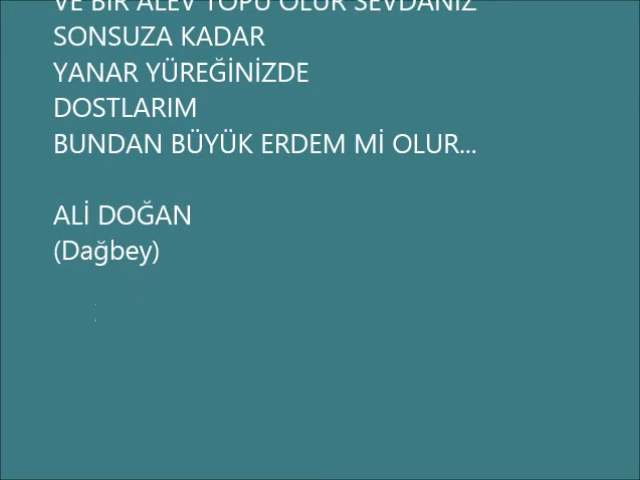 VE BİR ALEV TOPU OLUR SEVDANIZ
SONSUZA KADAR
YANAR YÜREĞİNİZDE
DOSTLARIM
BUNDAN BÜYÜK ERDEM Mİ OLUR...
ALİ DOĞAN
(Dağbey)